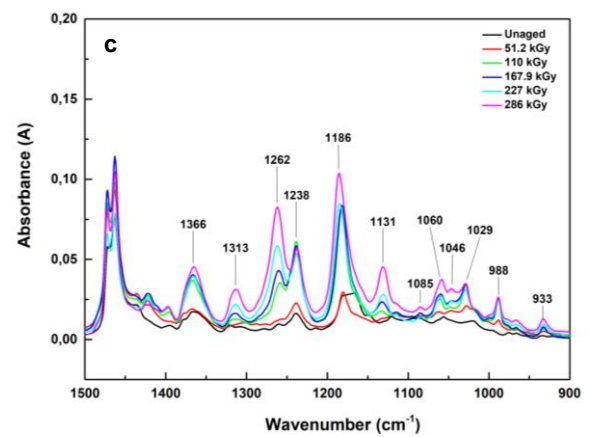 c
Unaged
51.2 kGy
110 kGy
167.9 kGy
227 kGy
286 kGy
0,20
0,15
0,10
0,05
0,00
Absorbance (A)
1366
1313
1262
1238
1186
1131
1085
1060
1046
1029
988
933
1500 1400 1300 1200 1100 1000 900
Wavenumber (cm⁻¹)